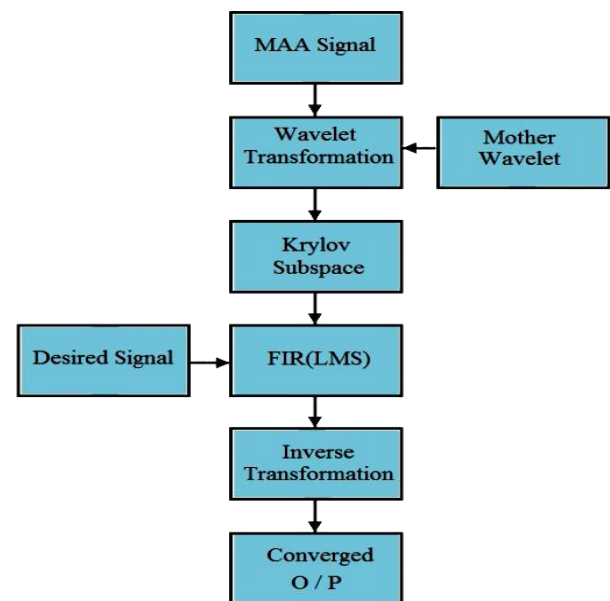 MAA Signal
Wavelet
Transformation
Mother
Wavelet
Krylov
Subspace
Desired Signal
FIR(LMS)
Inverse
Transformation
Converged
O / P